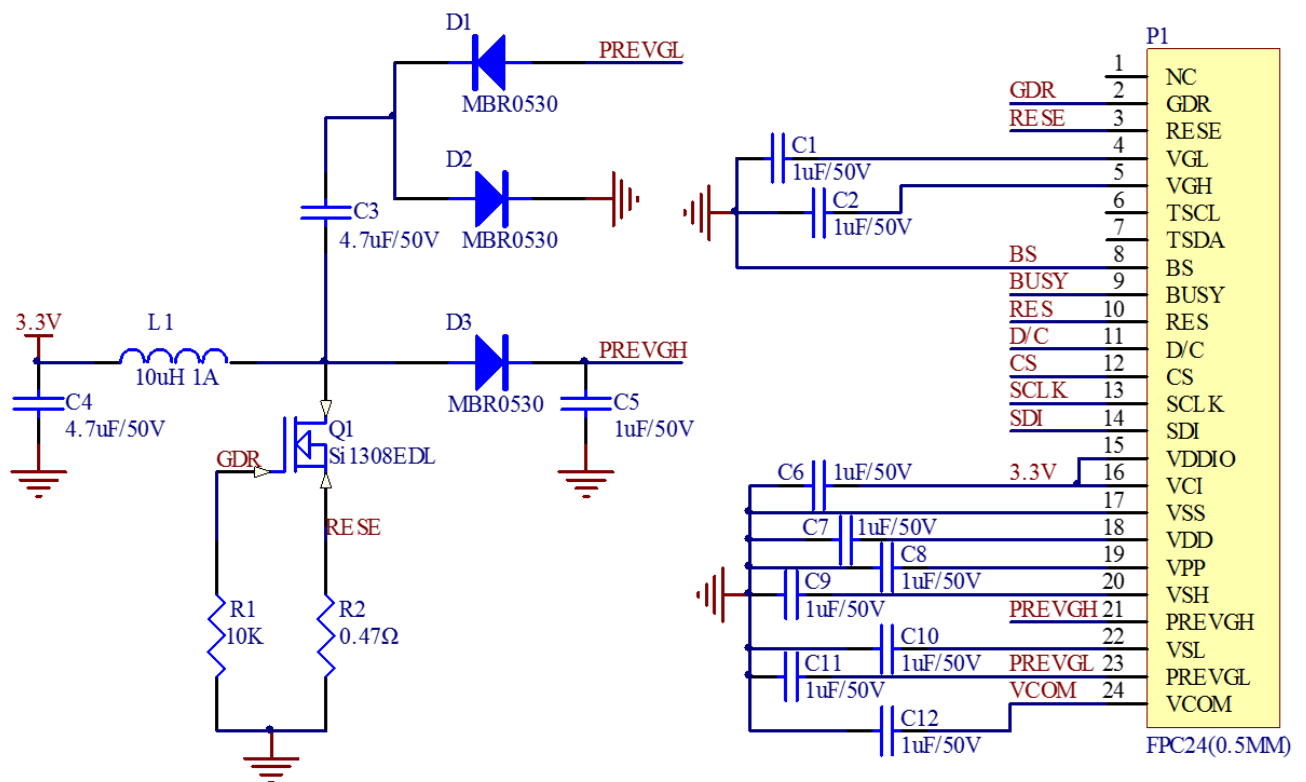 D1
PREVGL
MBR0530
D2
MBR0530
C3
4.7uF/50V
3.3V
L1
10uH 1A
D3
PREVGH
MBR0530
C4
4.7uF/50V
C5
1uF/50V
Q1
Si1308EDL
GDR
RESE
R1
10K
R2
0.47Ω
P1
1 NC
GDR 2 GDR
RESE 3 RESE
C1
1uF/50V
4 VGL
C2
1uF/50V
5 VGH
6 TSCL
7 TSDA
BS 8 BS
BUSY 9 BUSY
RES 10 RES
D/C 11 D/C
CS 12 CS
SCLK 13 SCLK
SDI 14 SDI
15 VDDIO
C6 1uF/50V 3.3V 16 VCI
17 VSS
C7 1uF/50V 18 VDD
C8
1uF/50V
19 VPP
C9
1uF/50V
20 VSH
PREVGH 21 PREVGH
C10
1uF/50V
22 VSL
C11
1uF/50V
PREVGL 23 PREVGL
VCOM 24 VCOM
C12
1uF/50V
FPC24(0.5MM)